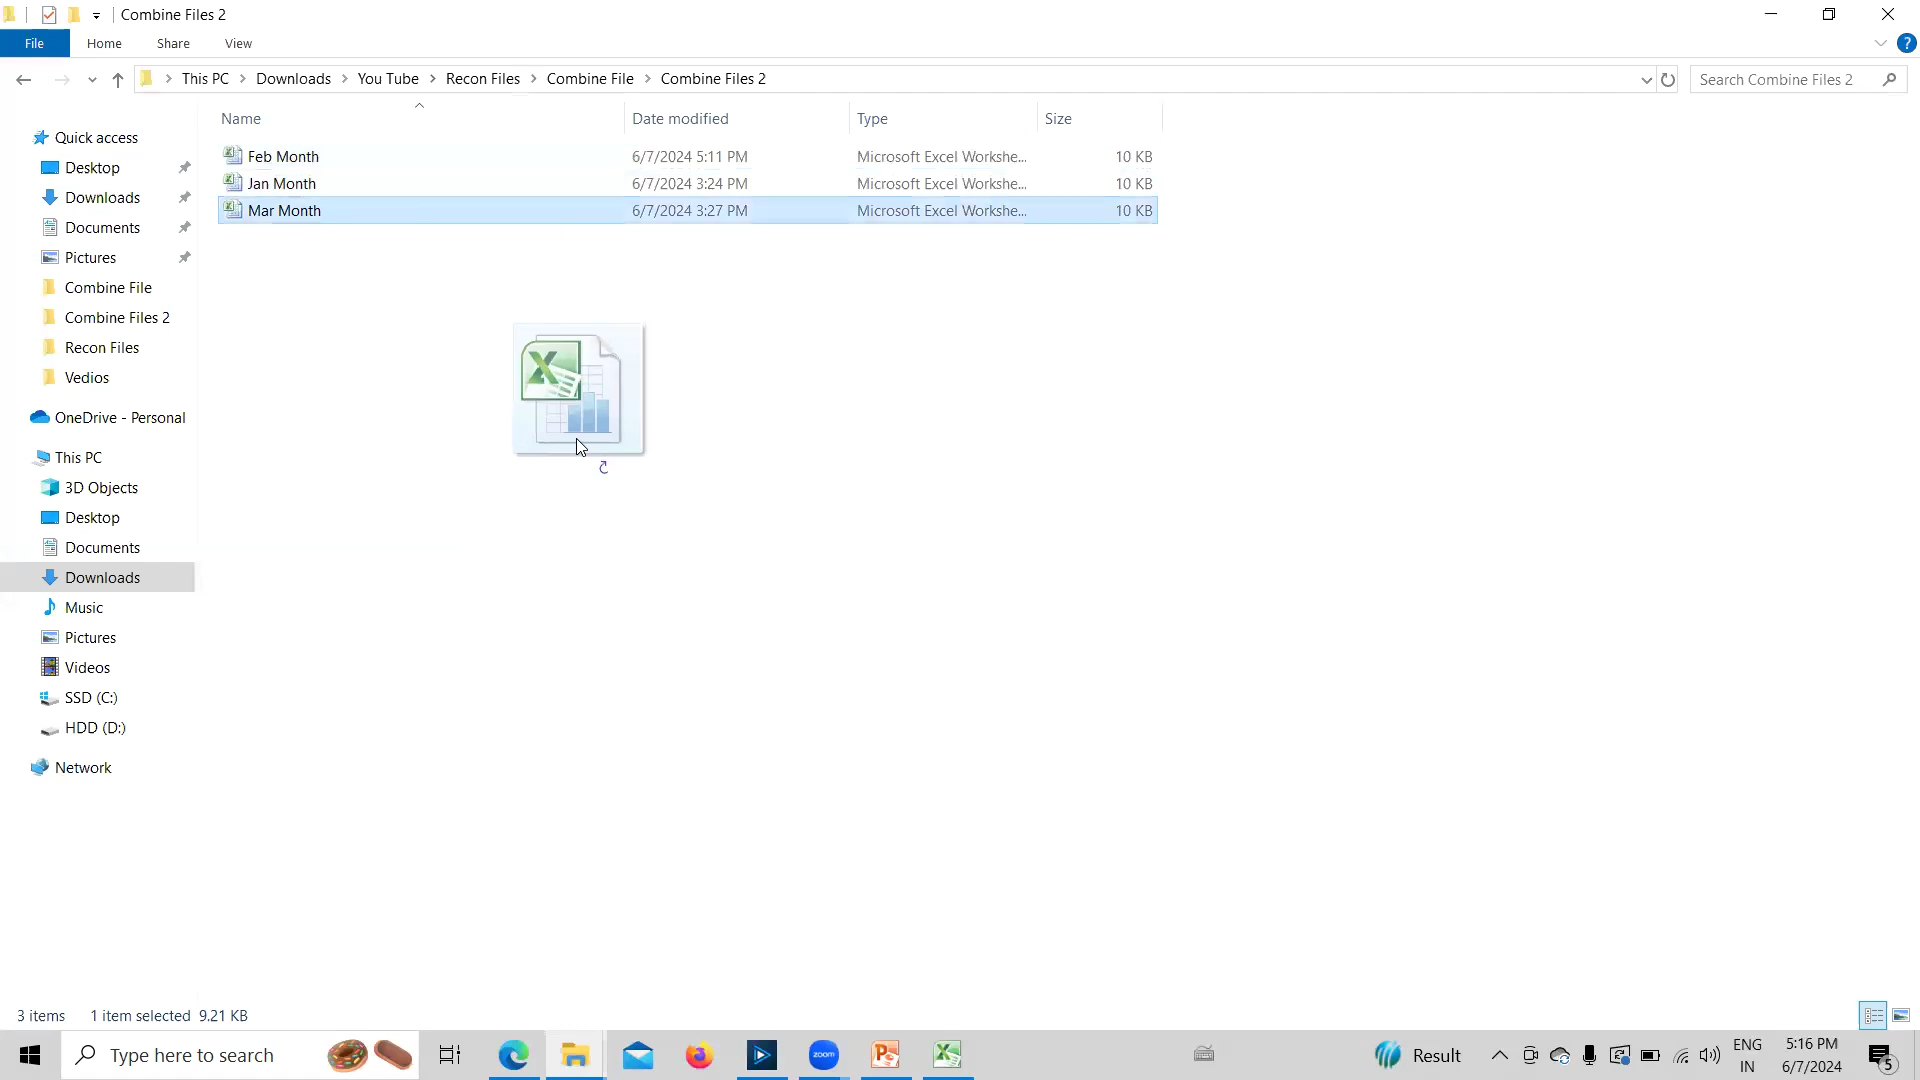 Combine Files 2
File Home Share View
This PC Downloads You Tube Recon Files Combine File Combine Files 2
Search Combine Files 2
Name Date modified Type Size
Quick access
Desktop
Downloads
Documents
Pictures
Combine File
Combine Files 2
Recon Files
Vedios
OneDrive - Personal
This PC
3D Objects
Desktop
Documents
Downloads
Music
Pictures
Videos
SSD (C:)
HDD (D:)
Network
Feb Month 6/7/2024 5:11 PM Microsoft Excel Workshe... 10 KB
Jan Month 6/7/2024 3:24 PM Microsoft Excel Workshe... 10 KB
Mar Month 6/7/2024 3:27 PM Microsoft Excel Workshe... 10 KB
3 items 1 item selected 9.21 KB
Type here to search
zoom
Result
ENG
IN
5:16 PM
6/7/2024
5